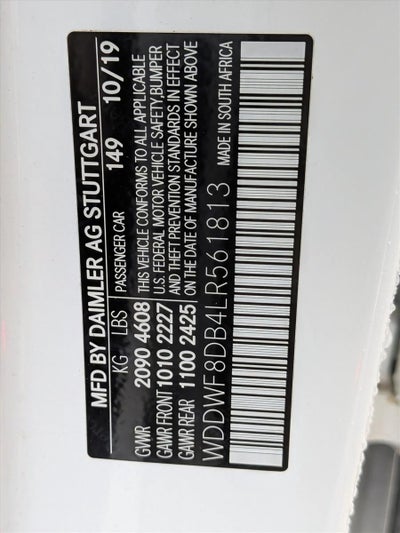 MFD BY DAIMLER AG STUTTGART
KG LBS PASSENGER CAR 149 10/19
GVWR 2090 4608 THIS VEHICLE CONFORMS TO ALL APPLICABLE
GAWR FRONT 1010 2227 U.S. FEDERAL MOTOR VEHICLE SAFETY,BUMPER
GAWR REAR 1100 2425 AND THEFT PREVENTION STANDARDS IN EFFECT
ON THE DATE OF MANUFACTURE SHOWN ABOVE
WDDWF8DB4LR561813 MADE IN SOUTH AFRICA